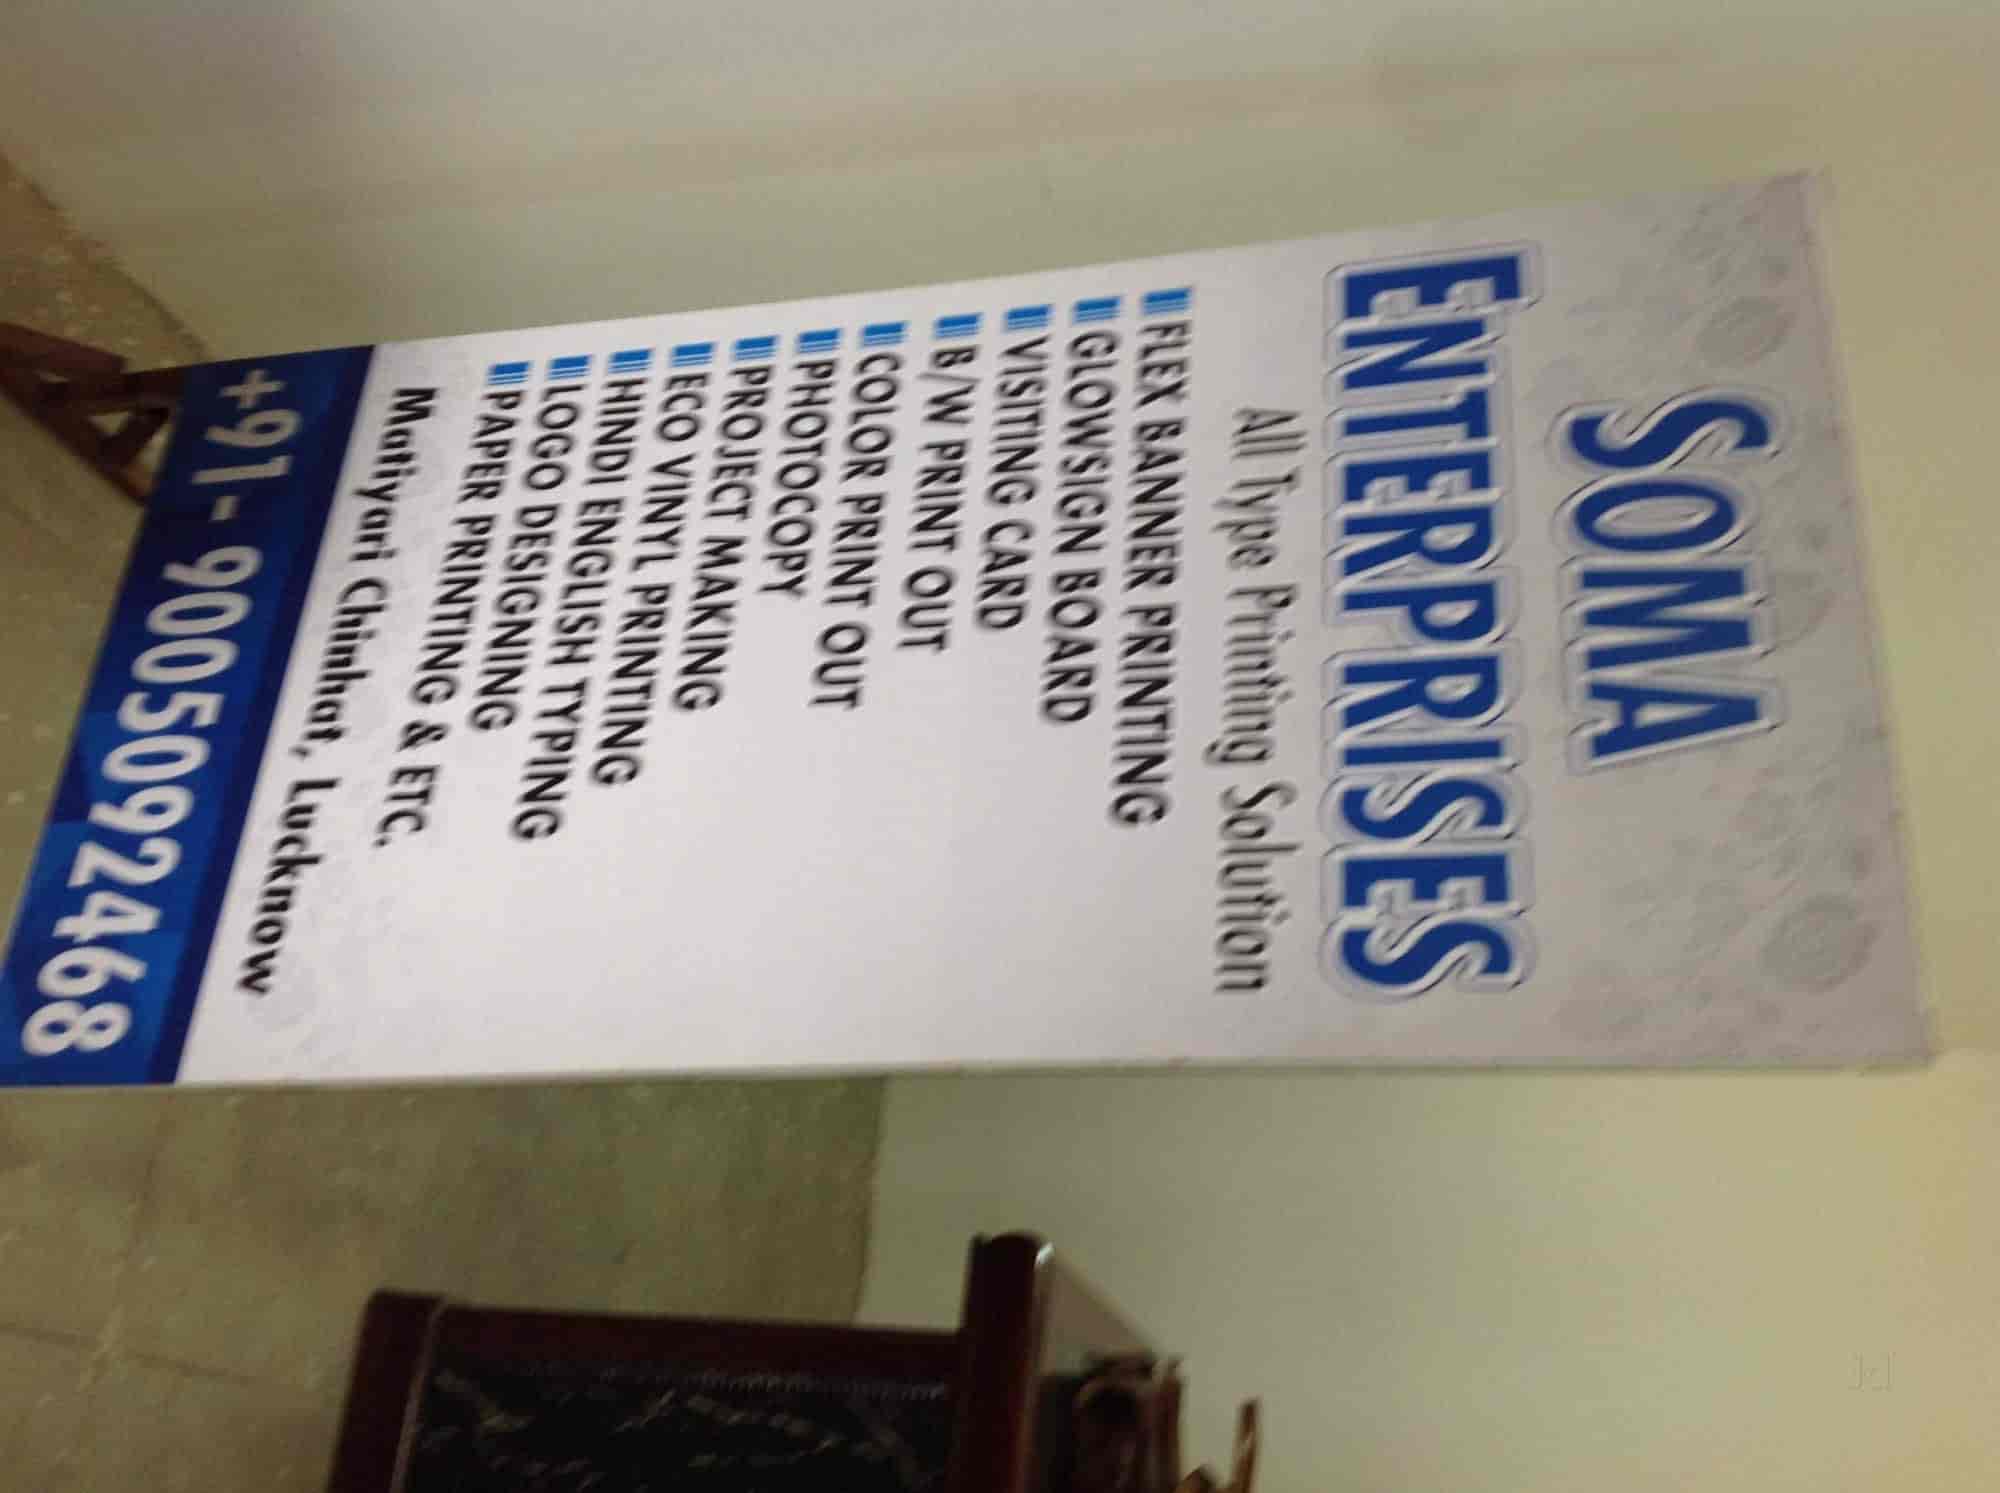 SOMA
ENTERPRISES
All Type Printing Solution
FLEX BANNER PRINTING
GLOWSIGN BOARD
VISITING CARD
B/W PRINT OUT
COLOR PRINT OUT
PHOTOCOPY
PROJECT MAKING
ECO VINYL PRINTING
HINDI ENGLISH TYPING
LOGO DESIGNING
PAPER PRINTING & ETC.
Matiyari Chinhat, Lucknow
+91- 9005092468
Jd